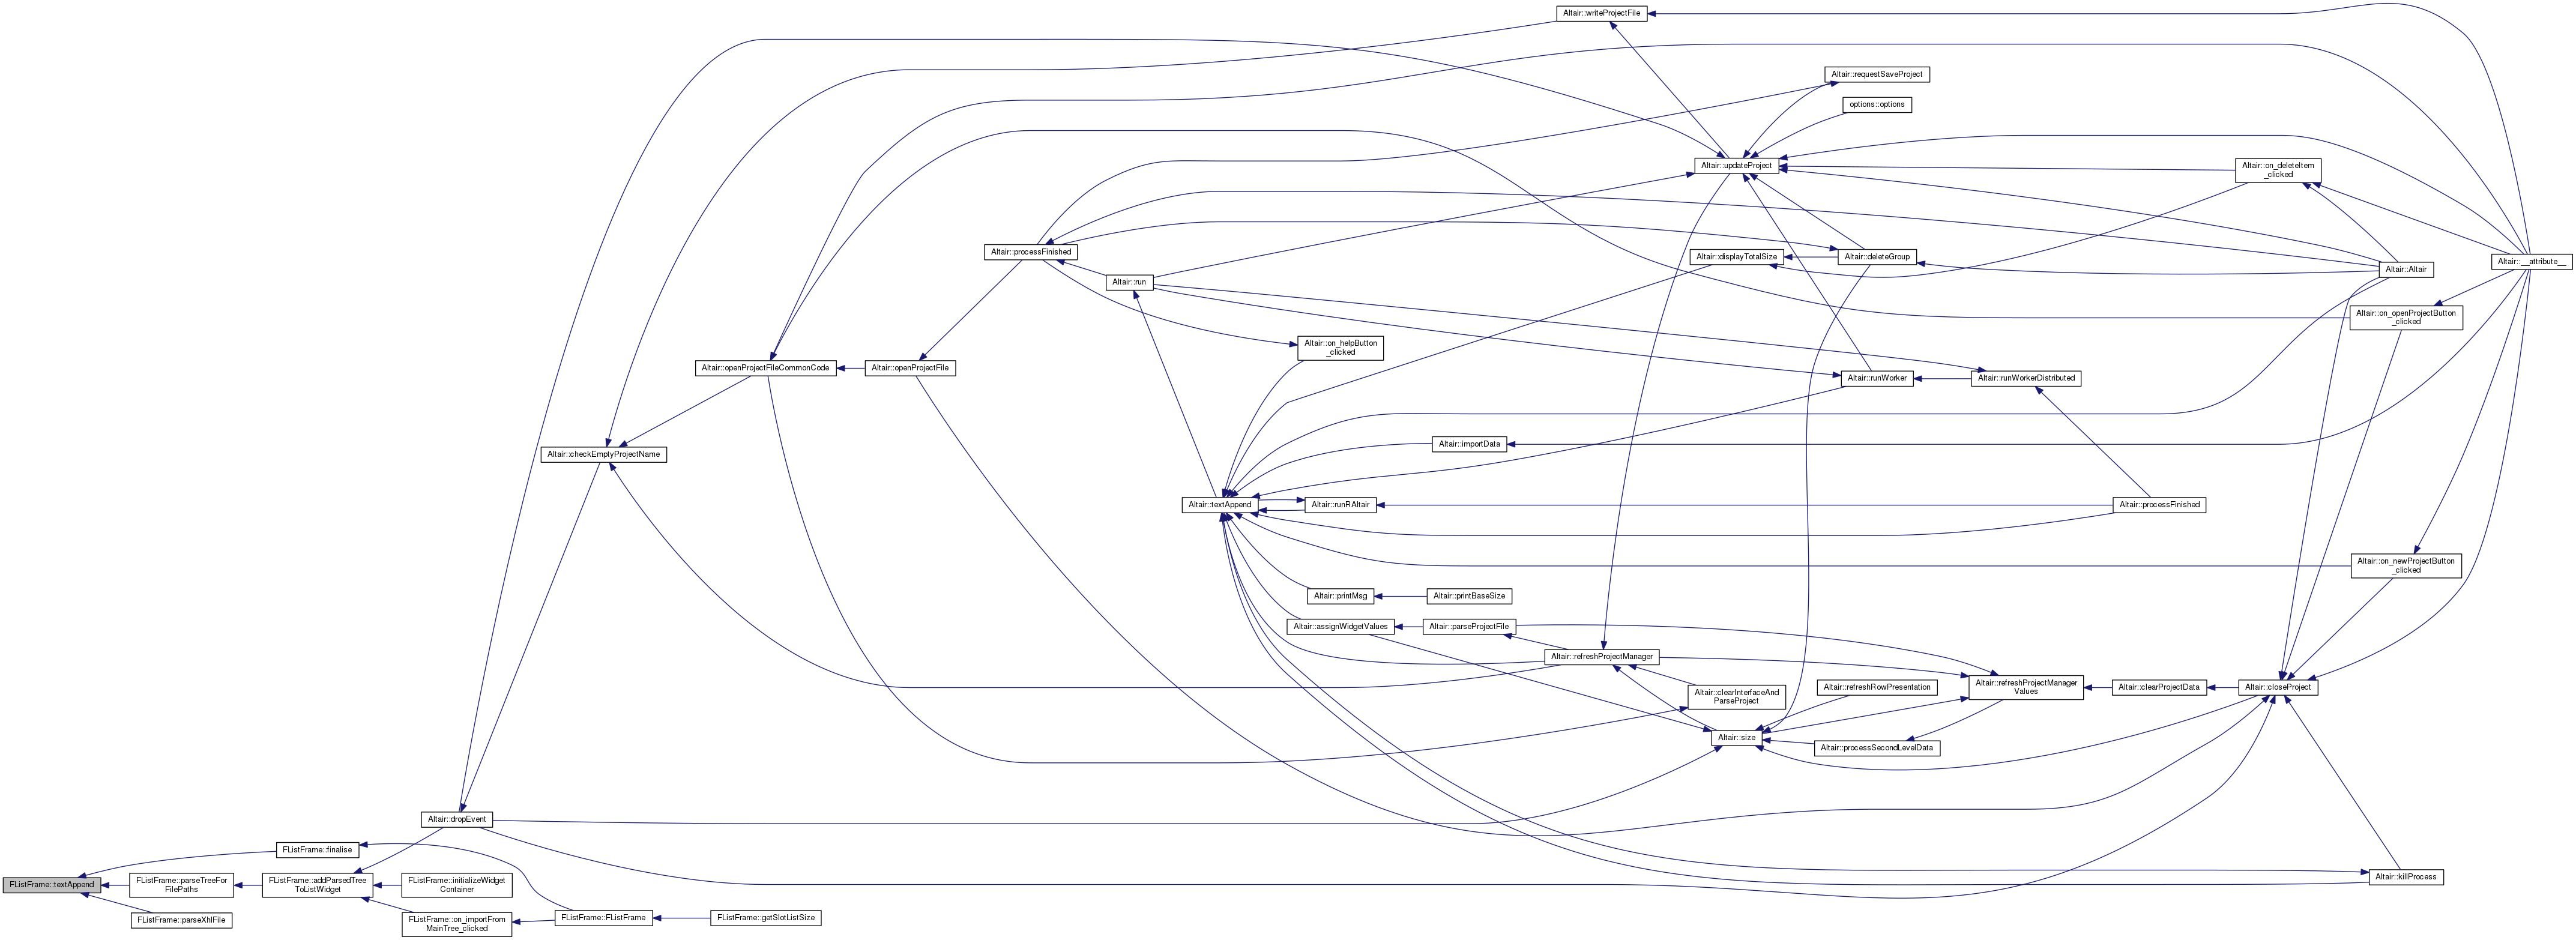 FListFrame::textAppend
FListFrame::finalise
FListFrame::parseTreeFor
FilePaths
FListFrame::parseXhlFile
FListFrame::addParsedTree
ToListWidget
Altair::dropEvent
FListFrame::initializeWidget
Container
FListFrame::on_importFrom
MainTree_clicked
Altair::checkEmptyProjectName
FListFrame::FListFrame
FListFrame::getSlotListSize
Altair::openProjectFileCommonCode
Altair::openProjectFile
Altair::processFinished
Altair::run
Altair::textAppend
Altair::on_helpButton
_clicked
Altair::runRAltair
Altair::printMsg
Altair::assignWidgetValues
Altair::importData
Altair::printBaseSize
Altair::parseProjectFile
Altair::writeProjectFile
Altair::refreshProjectManager
Altair::updateProject
Altair::displayTotalSize
Altair::clearInterfaceAnd
ParseProject
Altair::size
Altair::requestSaveProject
options::options
Altair::deleteGroup
Altair::runWorker
Altair::refreshRowPresentation
Altair::processSecondLevelData
Altair::runWorkerDistributed
Altair::refreshProjectManager
Values
Altair::processFinished
Altair::clearProjectData
Altair::on_deleteItem
_clicked
Altair::closeProject
Altair::Altair
Altair::on_openProjectButton
_clicked
Altair::on_newProjectButton
_clicked
Altair::killProcess
Altair::__attribute__